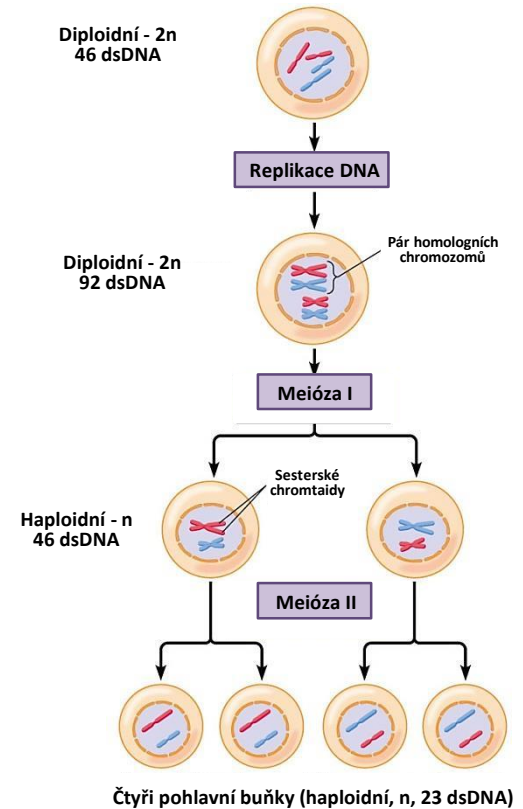 Diploidní - 2n
46 dsDNA
Replikace DNA
Pár homologních
chromozomů
Diploidní - 2n
92 dsDNA
Meióza I
Sesterské
chromtaidy
Haploidní - n
46 dsDNA
Meióza II
Čtyři pohlavní buňky (haploidní, n, 23 dsDNA)